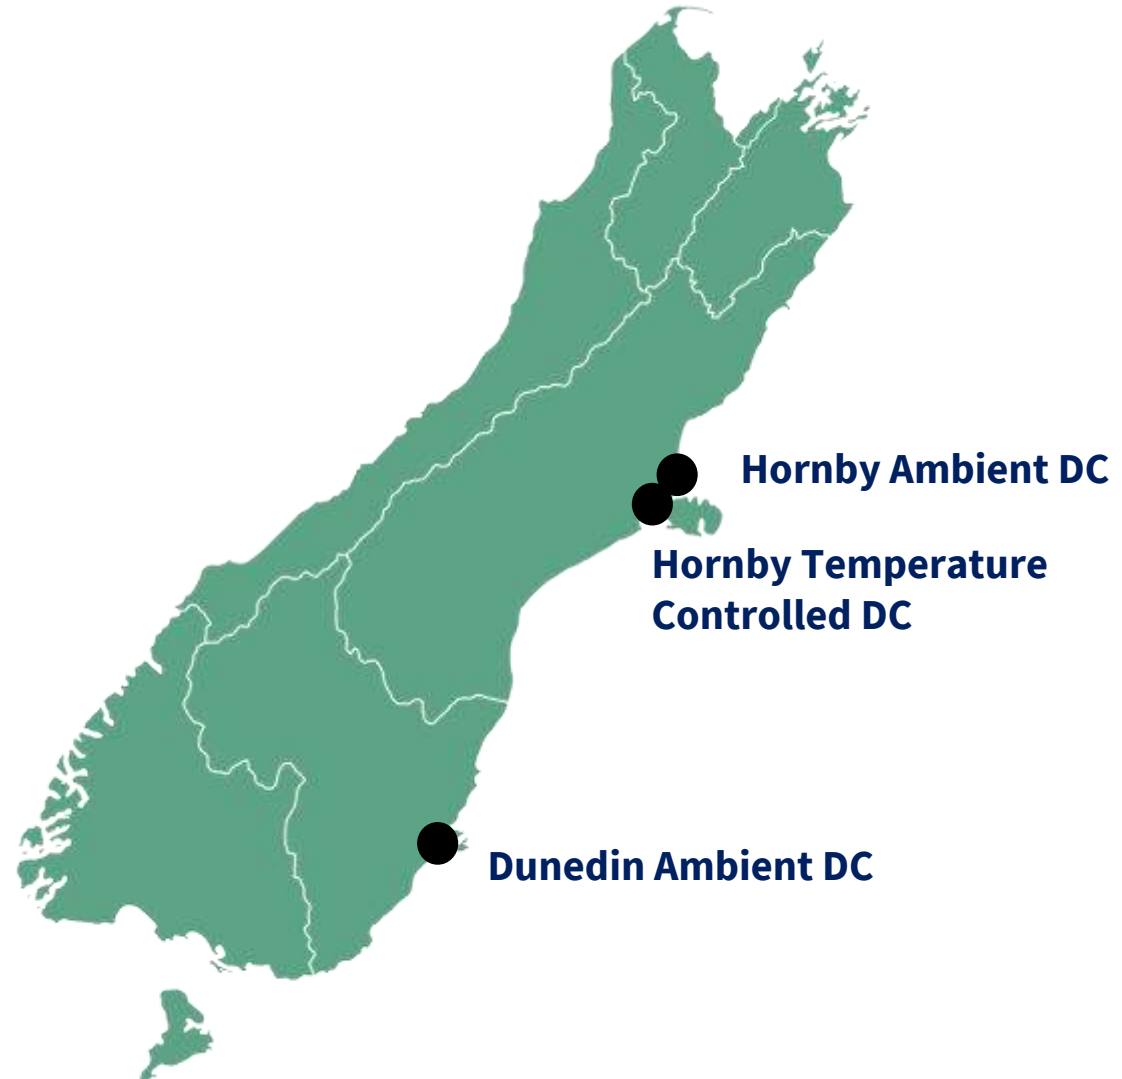 Hornby Ambient DC
Hornby Temperature
Controlled DC
Dunedin Ambient DC